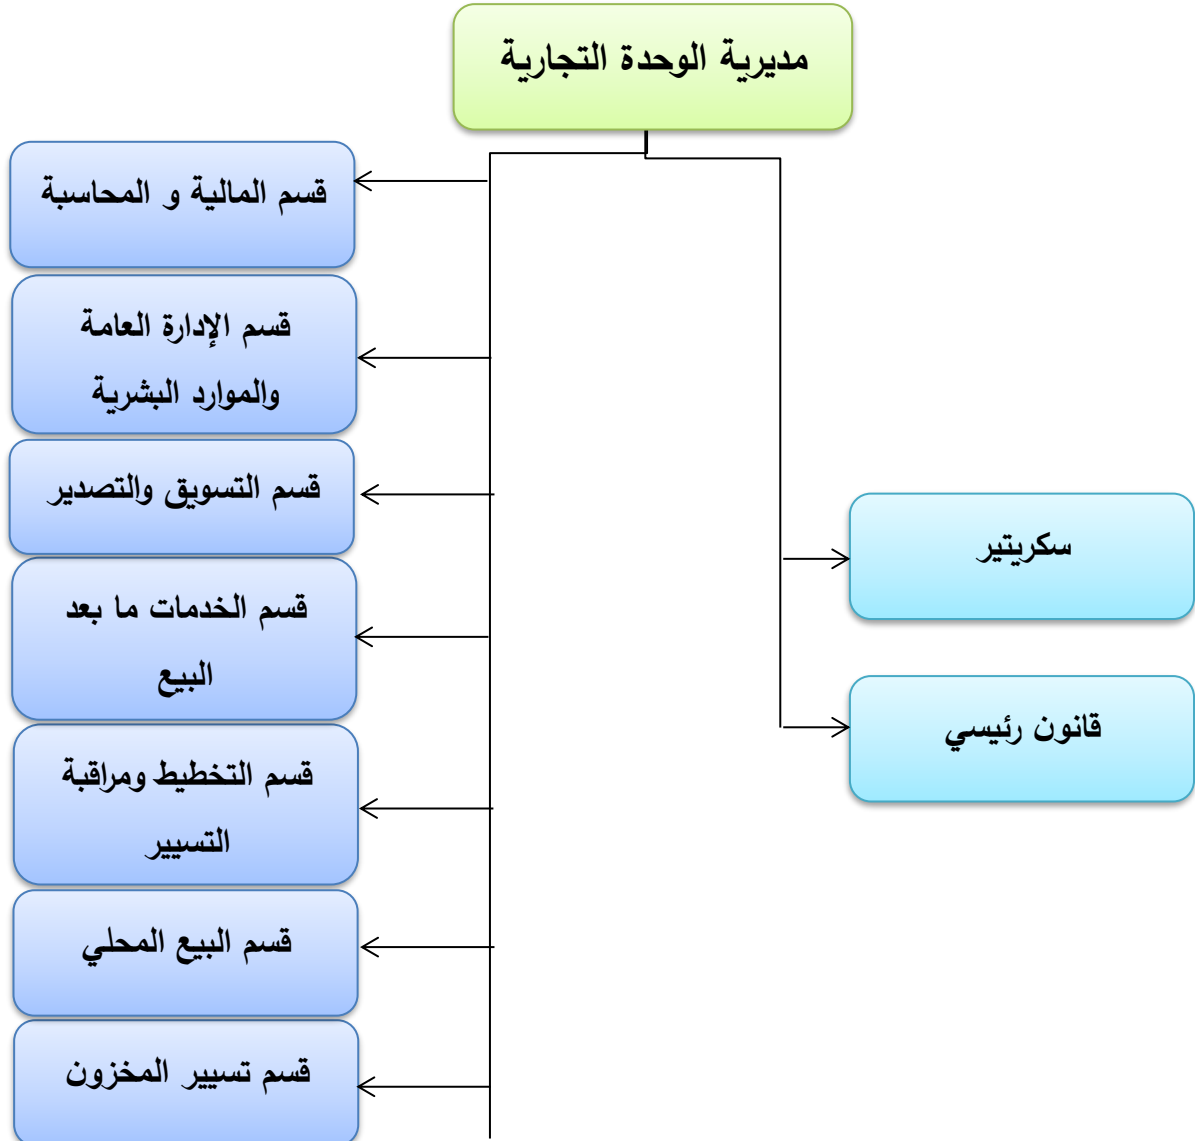 مديرية الوحدة التجارية
قسم المالية و المحاسبة
قسم الإدارة العامة
والموارد البشرية
قسم التسويق والتصدير
قسم الخدمات ما بعد
البيع
قسم التخطيط ومراقبة
التسيير
قسم البيع المحلي
قسم تسيير المخزون
سكريتير
قانون رئيسي